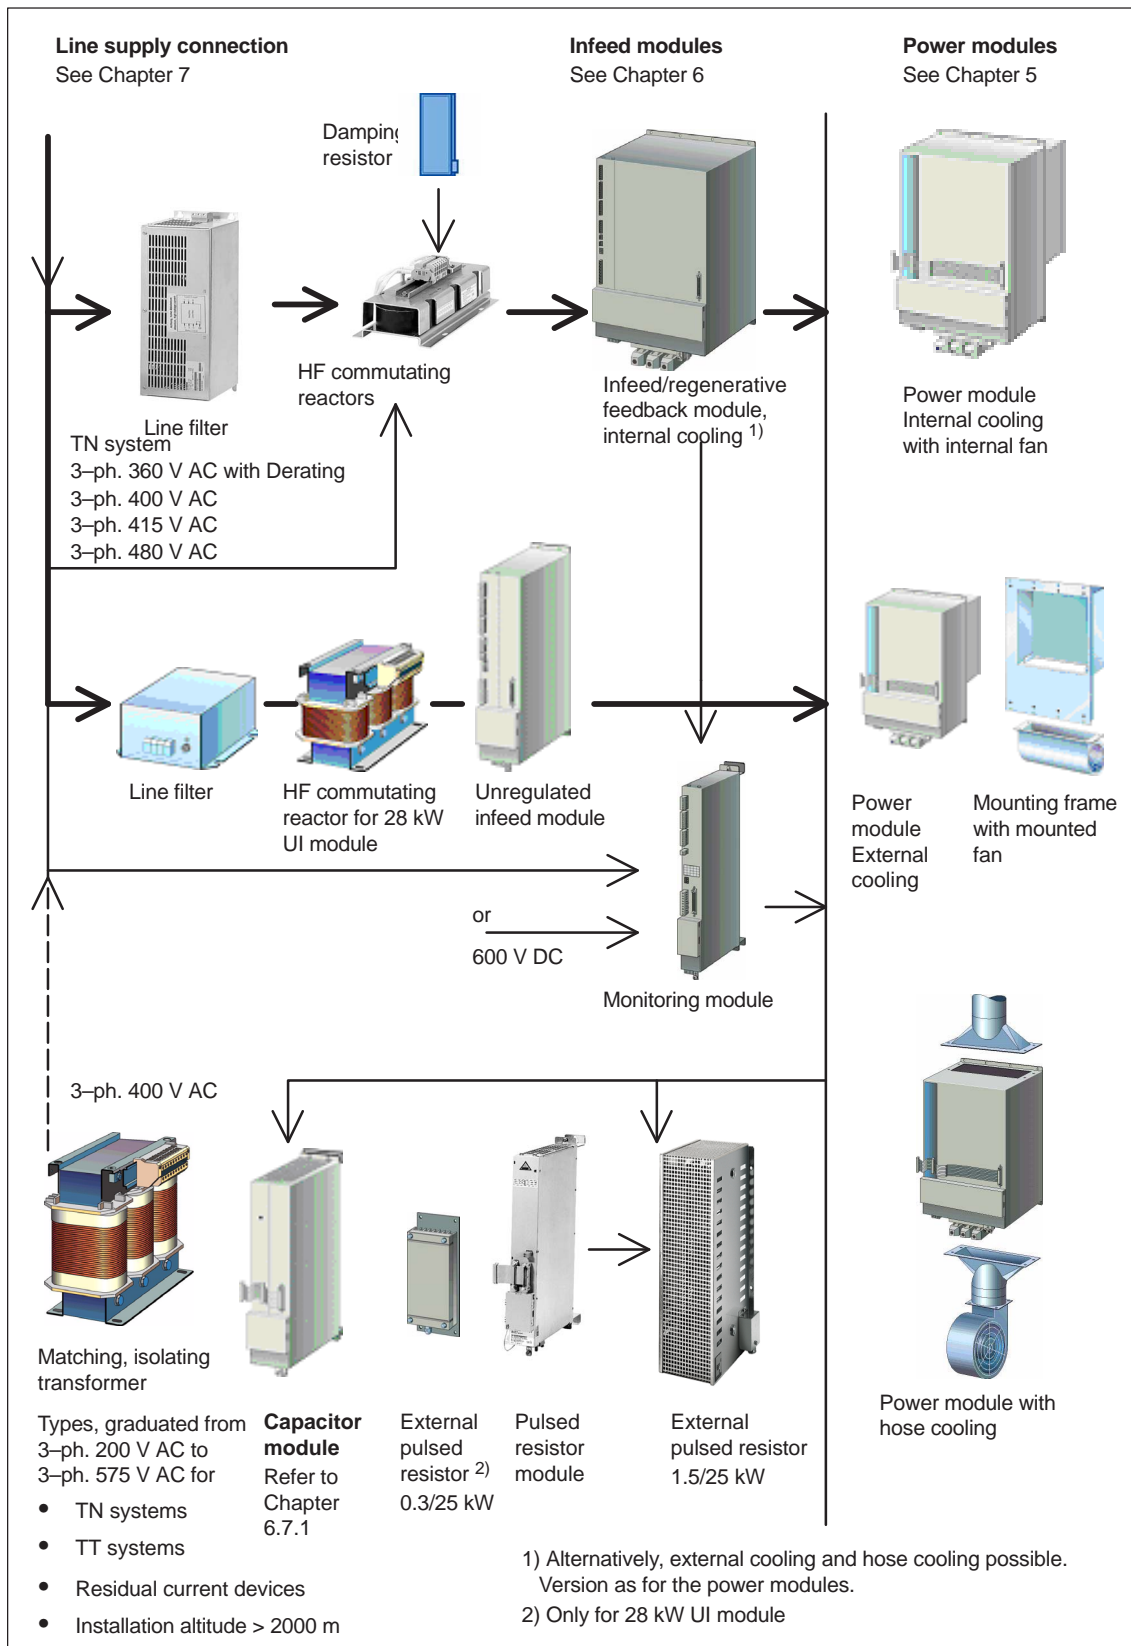 Line supply connection
See Chapter 7
Infeed modules
See Chapter 6
Power modules
See Chapter 5
Damping
resistor
HF commutating
reactors
Line filter
Infeed/regenerative
feedback module,
internal cooling 1)
Power module
Internal cooling
with internal fan
TN system
3–ph. 360 V AC with Derating
3–ph. 400 V AC
3–ph. 415 V AC
3–ph. 480 V AC
Line filter
HF commutating
reactor for 28 kW
UI module
Unregulated
infeed module
Power
module
External
cooling
Mounting frame
with mounted
fan
or
600 V DC
Monitoring module
3–ph. 400 V AC
Matching, isolating
transformer
Types, graduated from
3–ph. 200 V AC to
3–ph. 575 V AC for
• TN systems
• TT systems
• Residual current devices
• Installation altitude > 2000 m
Capacitor
module
Refer to
Chapter
6.7.1
External
pulsed
resistor 2)
0.3/25 kW
Pulsed
resistor
module
External
pulsed resistor
1.5/25 kW
Power module with
hose cooling
1) Alternatively, external cooling and hose cooling possible.
Version as for the power modules.
2) Only for 28 kW UI module